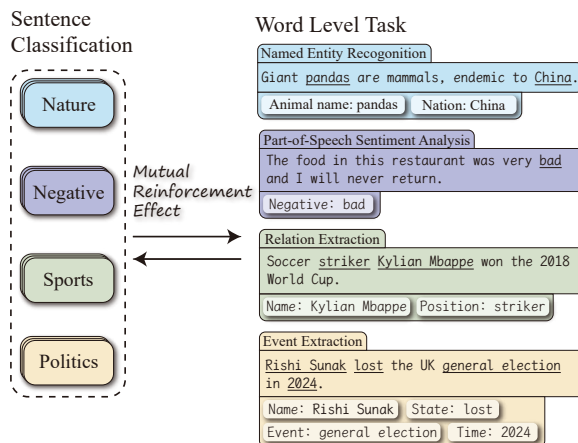 Sentence
Classification
Nature
Negative
Sports
Politics
Mutual
Reinforcement
Effect
Word Level Task
Named Entity Recogonition
Giant pandas are mammals, endemic to China.
Animal name: pandas
Nation: China
Part-of-Speech Sentiment Analysis
The food in this restaurant was very bad
and I will never return.
Negative: bad
Relation Extraction
Soccer striker Kylian Mbappe won the 2018
World Cup.
Name: Kylian Mbappe
Position: striker
Event Extraction
Rishi Sunak lost the UK general election
in 2024.
Name: Rishi Sunak
State: lost
Event: general election
Time: 2024